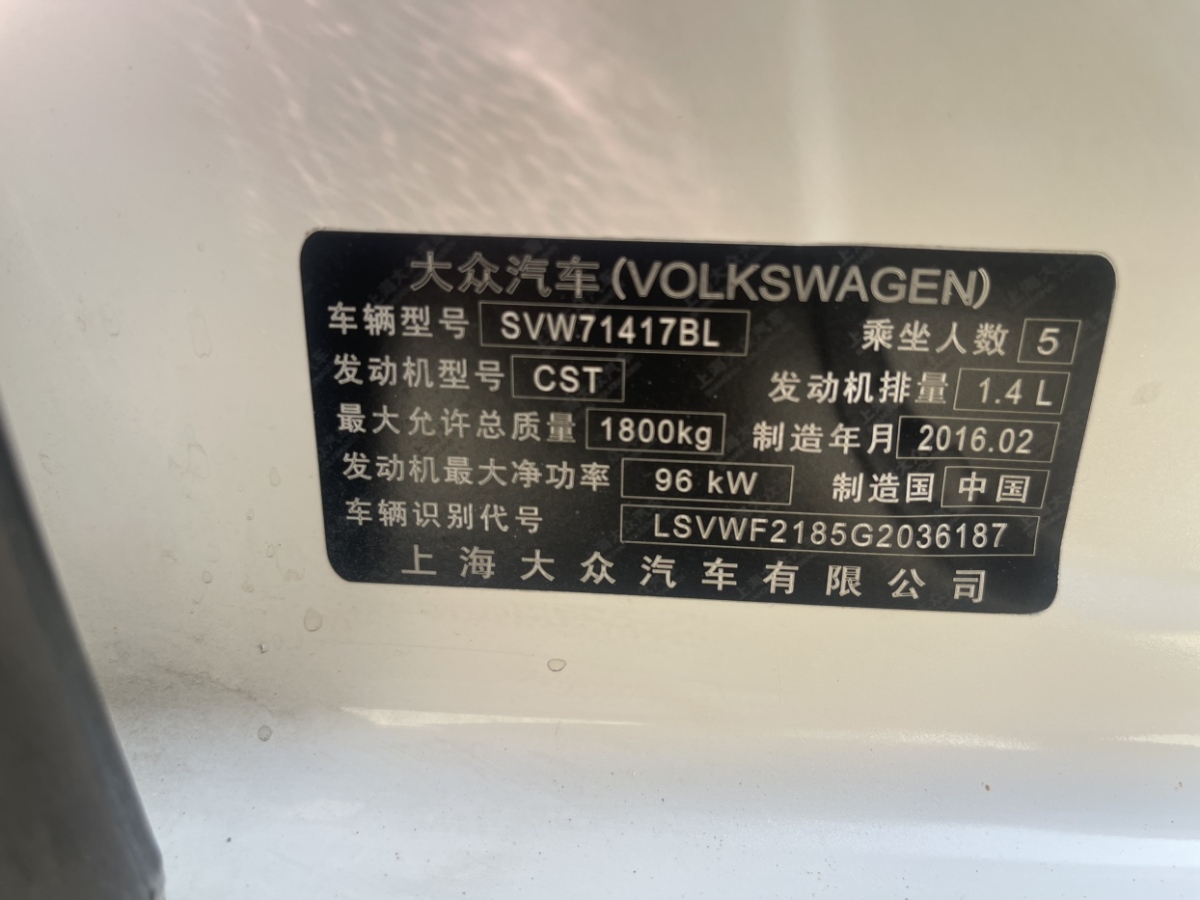 大众汽车(VOLKSWAGEN)
车辆型号 SVW71417BL 乘坐人数 5
发动机型号 CST 发动机排量 1.4 L
最大允许总质量 1800kg 制造年月 2016.02
发动机最大净功率 96 kW 制造国 中国
车辆识别代号 LSVWF2185G2036187
上海大众汽车有限公司